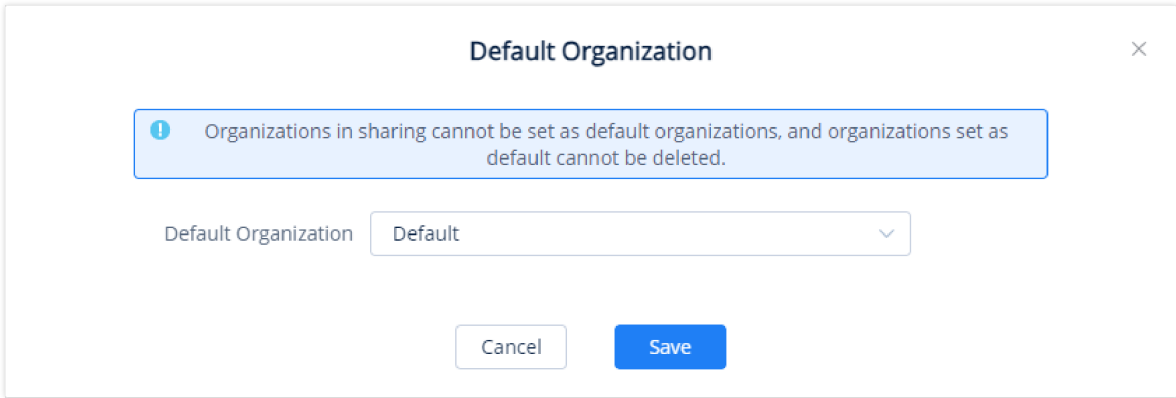 Default Organization
Organizations in sharing cannot be set as default organizations, and organizations set as
default cannot be deleted.
Default Organization Default
Cancel Save